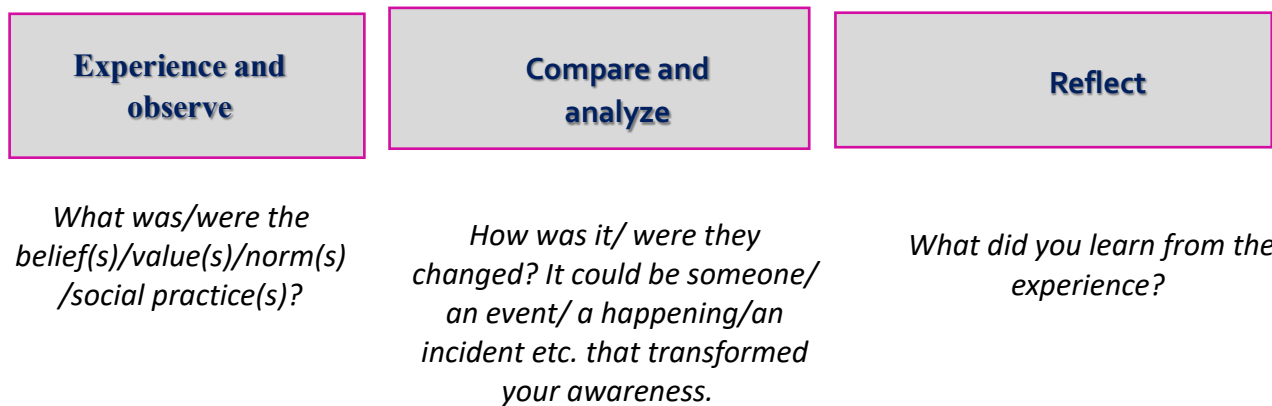 Experience and
observe
What was/were the
belief(s)/value(s)/norm(s)
/social practice(s)?
Compare and
analyze
How was it/ were they
changed? It could be someone/
an event/ a happening/an
incident etc. that transformed
your awareness.
Reflect
What did you learn from the
experience?